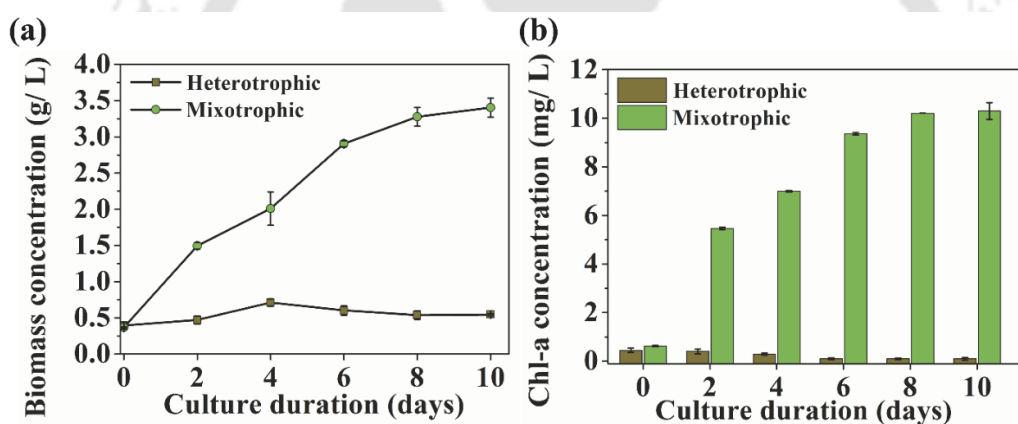 (a)
Biomass concentration (g/ L)
4.0
3.5
3.0
2.5
2.0
1.5
1.0
0.5
0.0
Heterotrophic
Mixotrophic
0 2 4 6 8 10
Culture duration (days)
(b)
Chl-a concentration (mg/ L)
12
10
8
6
4
2
0
Heterotrophic
Mixotrophic
0 2 4 6 8 10
Culture duration (days)